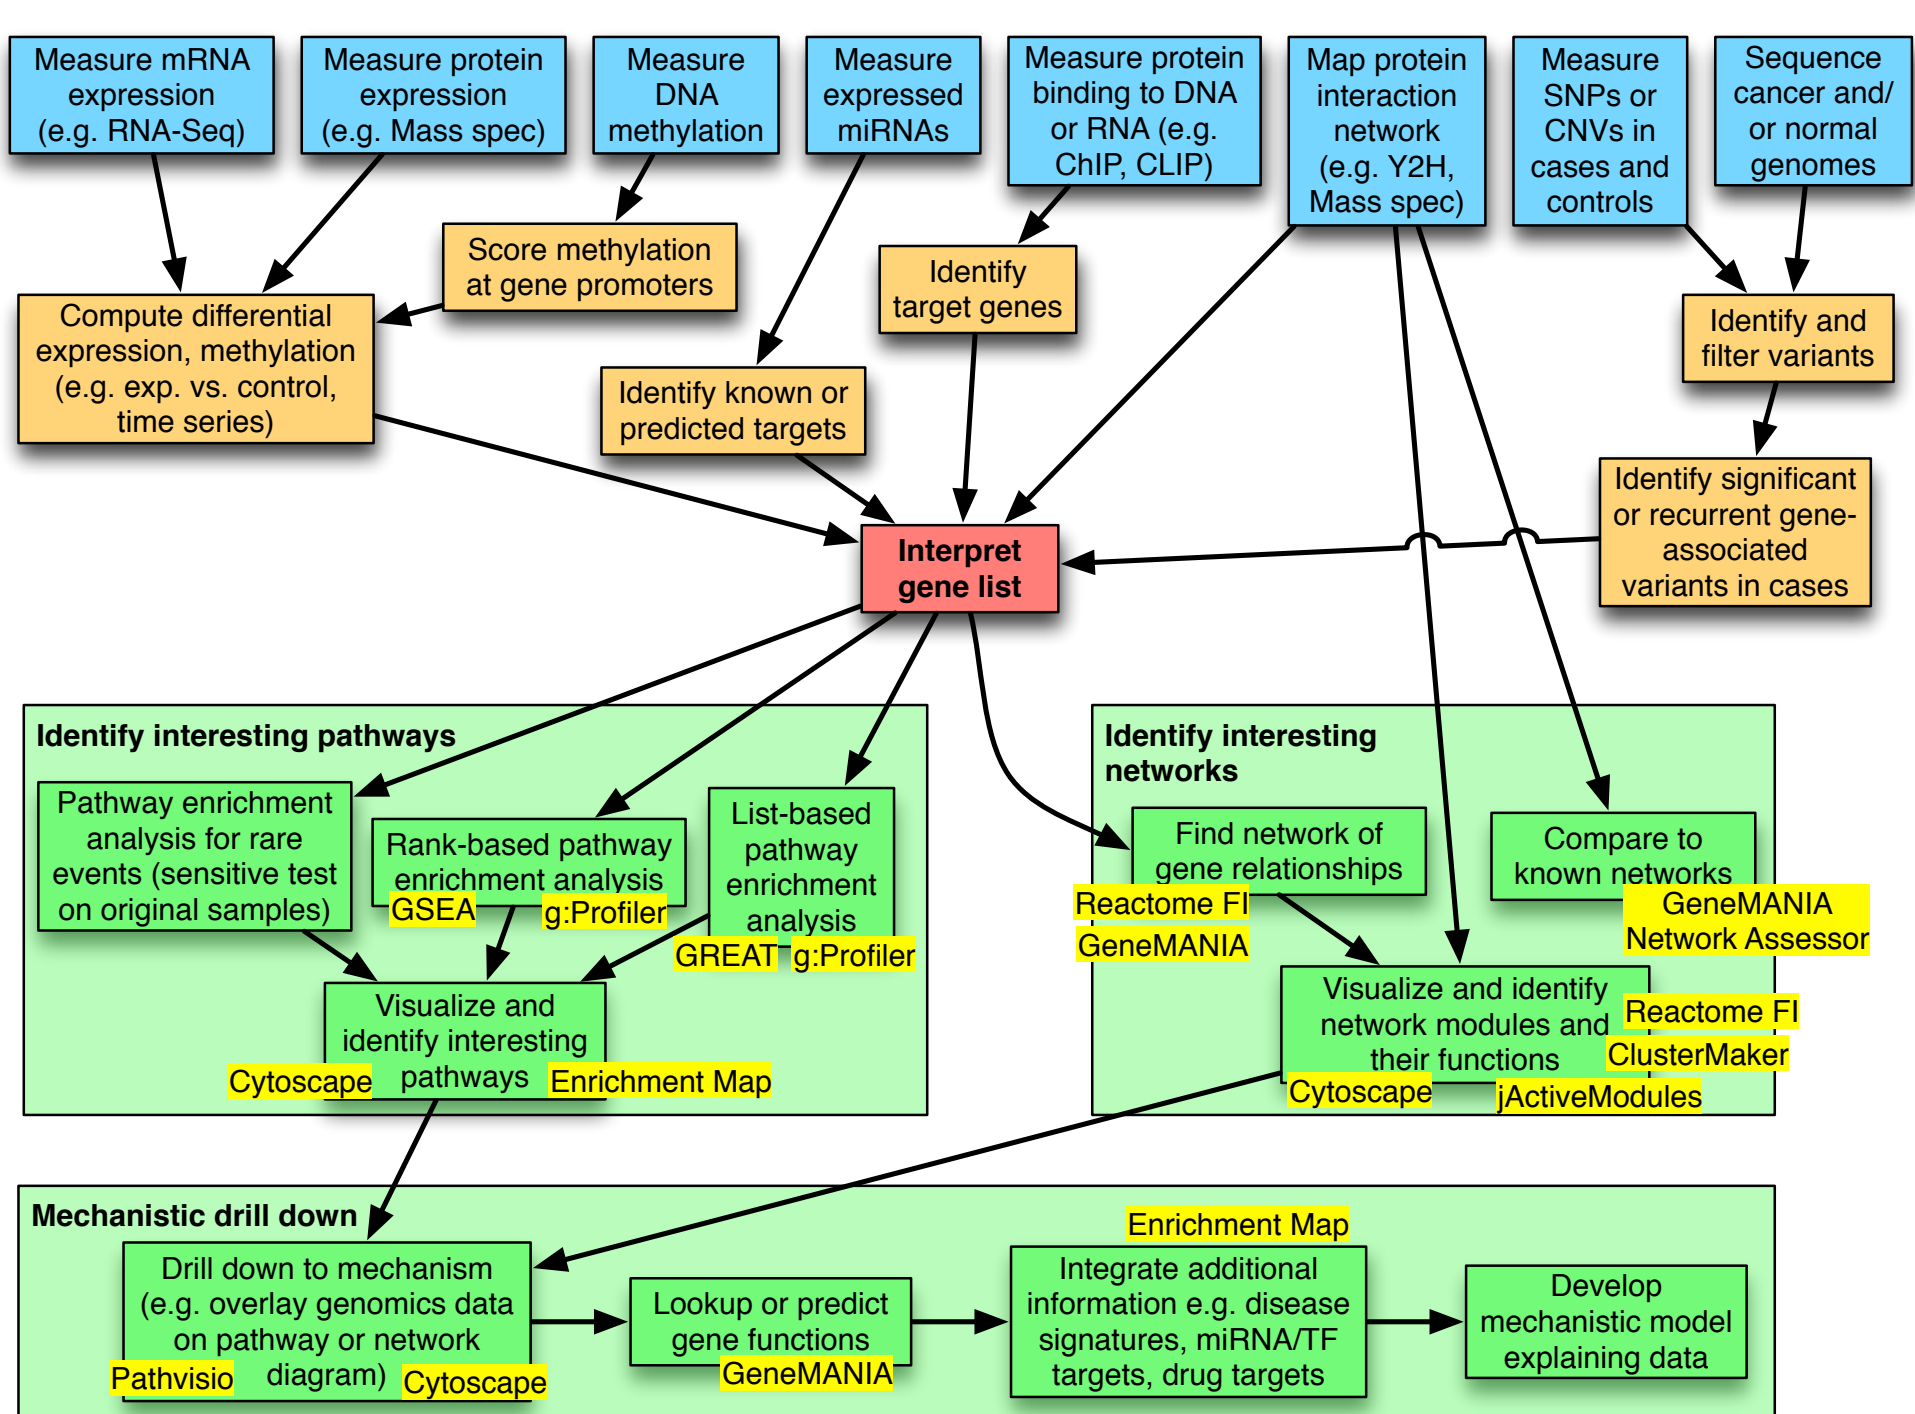 Measure mRNA
expression
(e.g. RNA-Seq)
Measure protein
expression
(e.g. Mass spec)
Measure
DNA
methylation
Measure
expressed
miRNAs
Measure protein
binding to DNA
or RNA (e.g.
ChIP, CLIP)
Map protein
interaction
network
(e.g. Y2H,
Mass spec)
Measure
SNPs or
CNVs in
cases and
controls
Sequence
cancer and/
or normal
genomes
Score methylation
at gene promoters
Identify
target genes
Compute differential
expression, methylation
(e.g. exp. vs. control,
time series)
Identify and
filter variants
Identify known or
predicted targets
Identify significant
or recurrent gene-
associated
variants in cases
Interpret
gene list
Identify interesting pathways
Pathway enrichment
analysis for rare
events (sensitive test
on original samples)
Rank-based pathway
enrichment analysis
GSEA
g:Profiler
List-based
pathway
enrichment
analysis
GREAT
g:Profiler
Visualize and
identify interesting
pathways
Cytoscape
Enrichment Map
Identify interesting
networks
Find network of
gene relationships
Reactome FI
GeneMANIA
Compare to
known networks
GeneMANIA
Network Assessor
Visualize and identify
network modules and
their functions
Reactome FI
ClusterMaker
Cytoscape
jActiveModules
Mechanistic drill down
Drill down to mechanism
(e.g. overlay genomics data
on pathway or network
diagram)
Pathvisio
Cytoscape
Lookup or predict
gene functions
GeneMANIA
Enrichment Map
Integrate additional
information e.g. disease
signatures, miRNA/TF
targets, drug targets
Develop
mechanistic model
explaining data